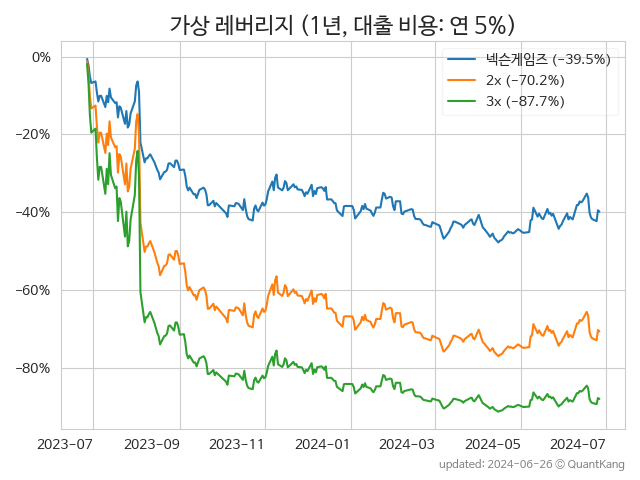 가상 레버리지 (1년, 대출 비용: 연 5%)
넥슨게임즈 (−39.5%)
2x (−70.2%)
3x (−87.7%)
0%
−20%
−40%
−60%
−80%
2023-07 2023-09 2023-11 2024-01 2024-03 2024-05 2024-07
updated: 2024-06-26 © QuantKang